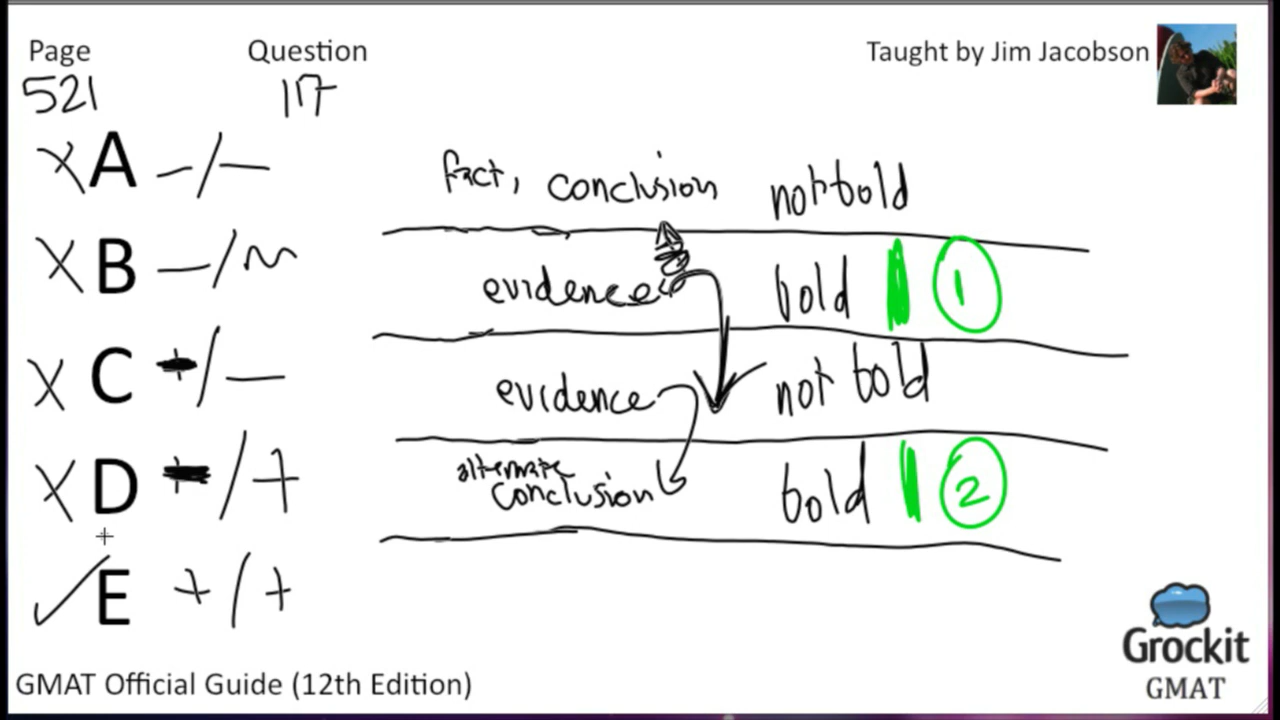 Page Question Taught by Jim Jacobson
521 117
X A –/–
fact, conclusion not bold
X B –/~
evidence bold 1
X C +/–
evidence not bold
X D –/+
alternate
conclusion bold 2
✓ E +/+
Grockit
GMAT
GMAT Official Guide (12th Edition)